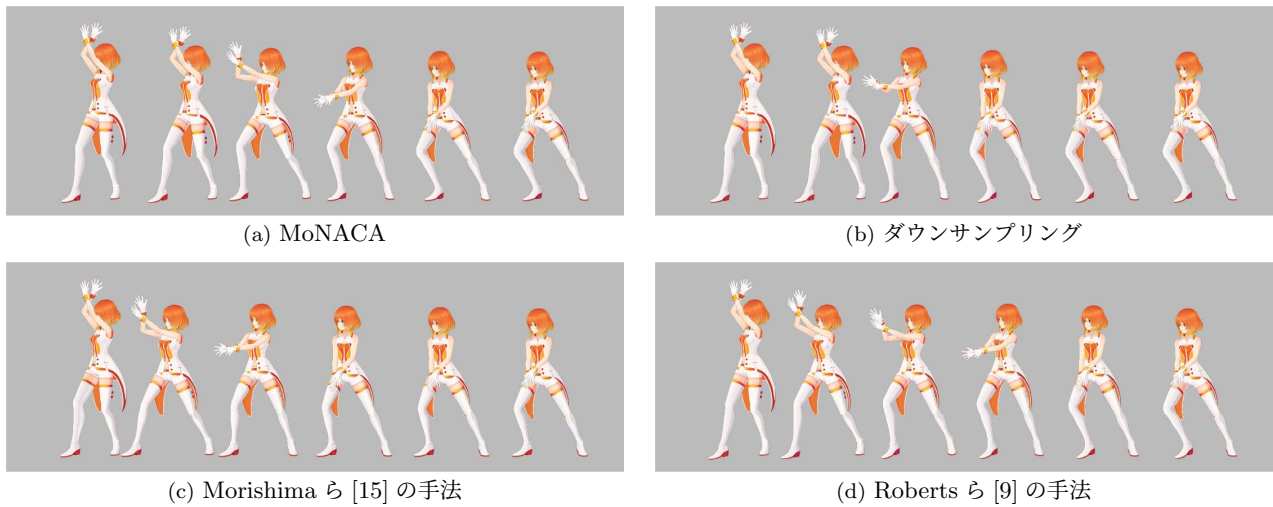 (a) MoNACA
(b) ダウンサンプリング
(c) Morishima ら [15] の手法
(d) Roberts ら [9] の手法